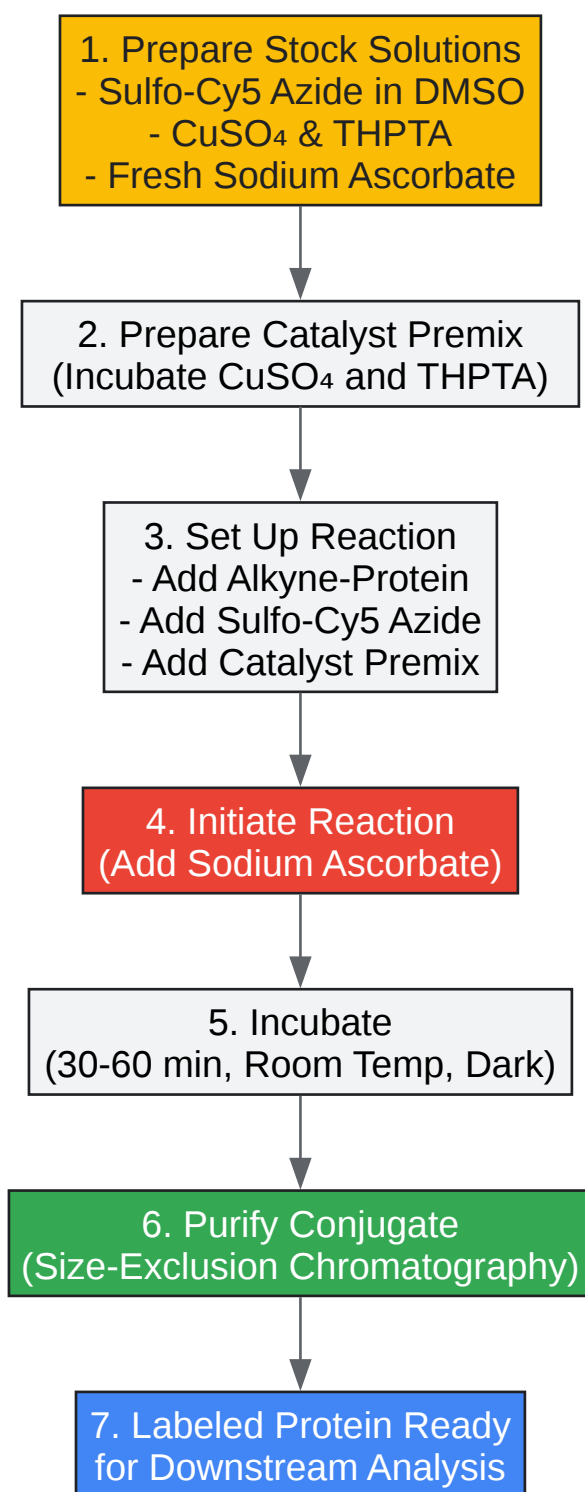 1. Prepare Stock Solutions
- Sulfo-Cy5 Azide in DMSO
- CuSO₄ & THPTA
- Fresh Sodium Ascorbate
2. Prepare Catalyst Premix
(Incubate CuSO₄ and THPTA)
3. Set Up Reaction
- Add Alkyne-Protein
- Add Sulfo-Cy5 Azide
- Add Catalyst Premix
4. Initiate Reaction
(Add Sodium Ascorbate)
5. Incubate
(30-60 min, Room Temp, Dark)
6. Purify Conjugate
(Size-Exclusion Chromatography)
7. Labeled Protein Ready
for Downstream Analysis